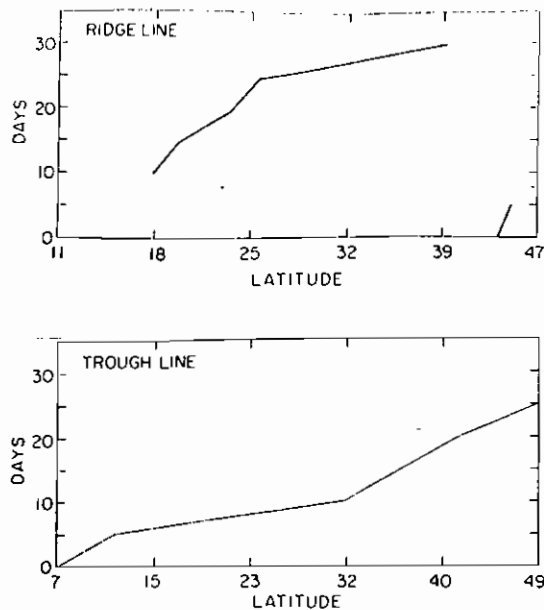 RIDGE LINE
30
20
10
0
DAYS
11 18 25 32 39 47
LATITUDE
TROUGH LINE
30
20
10
0
DAYS
7 15 23 32 40 49
LATITUDE